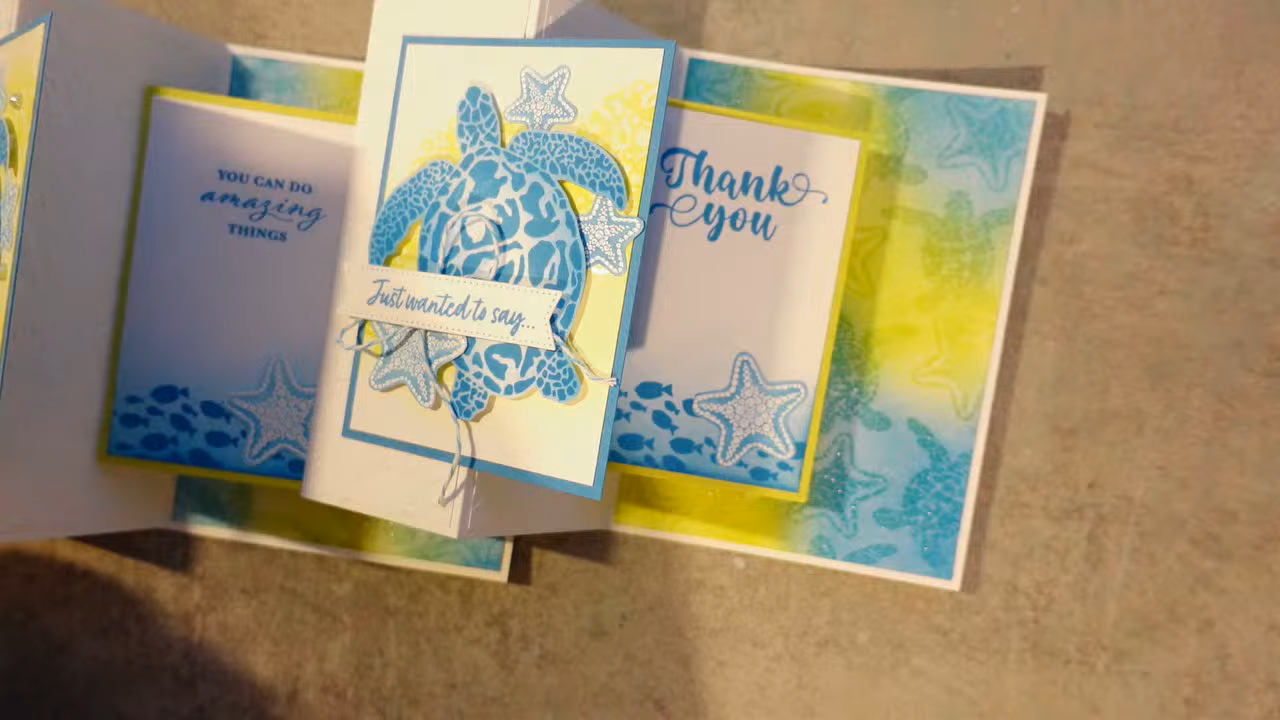 YOU CAN DO
amazing
THINGS
Just wanted to say...
Thank
you